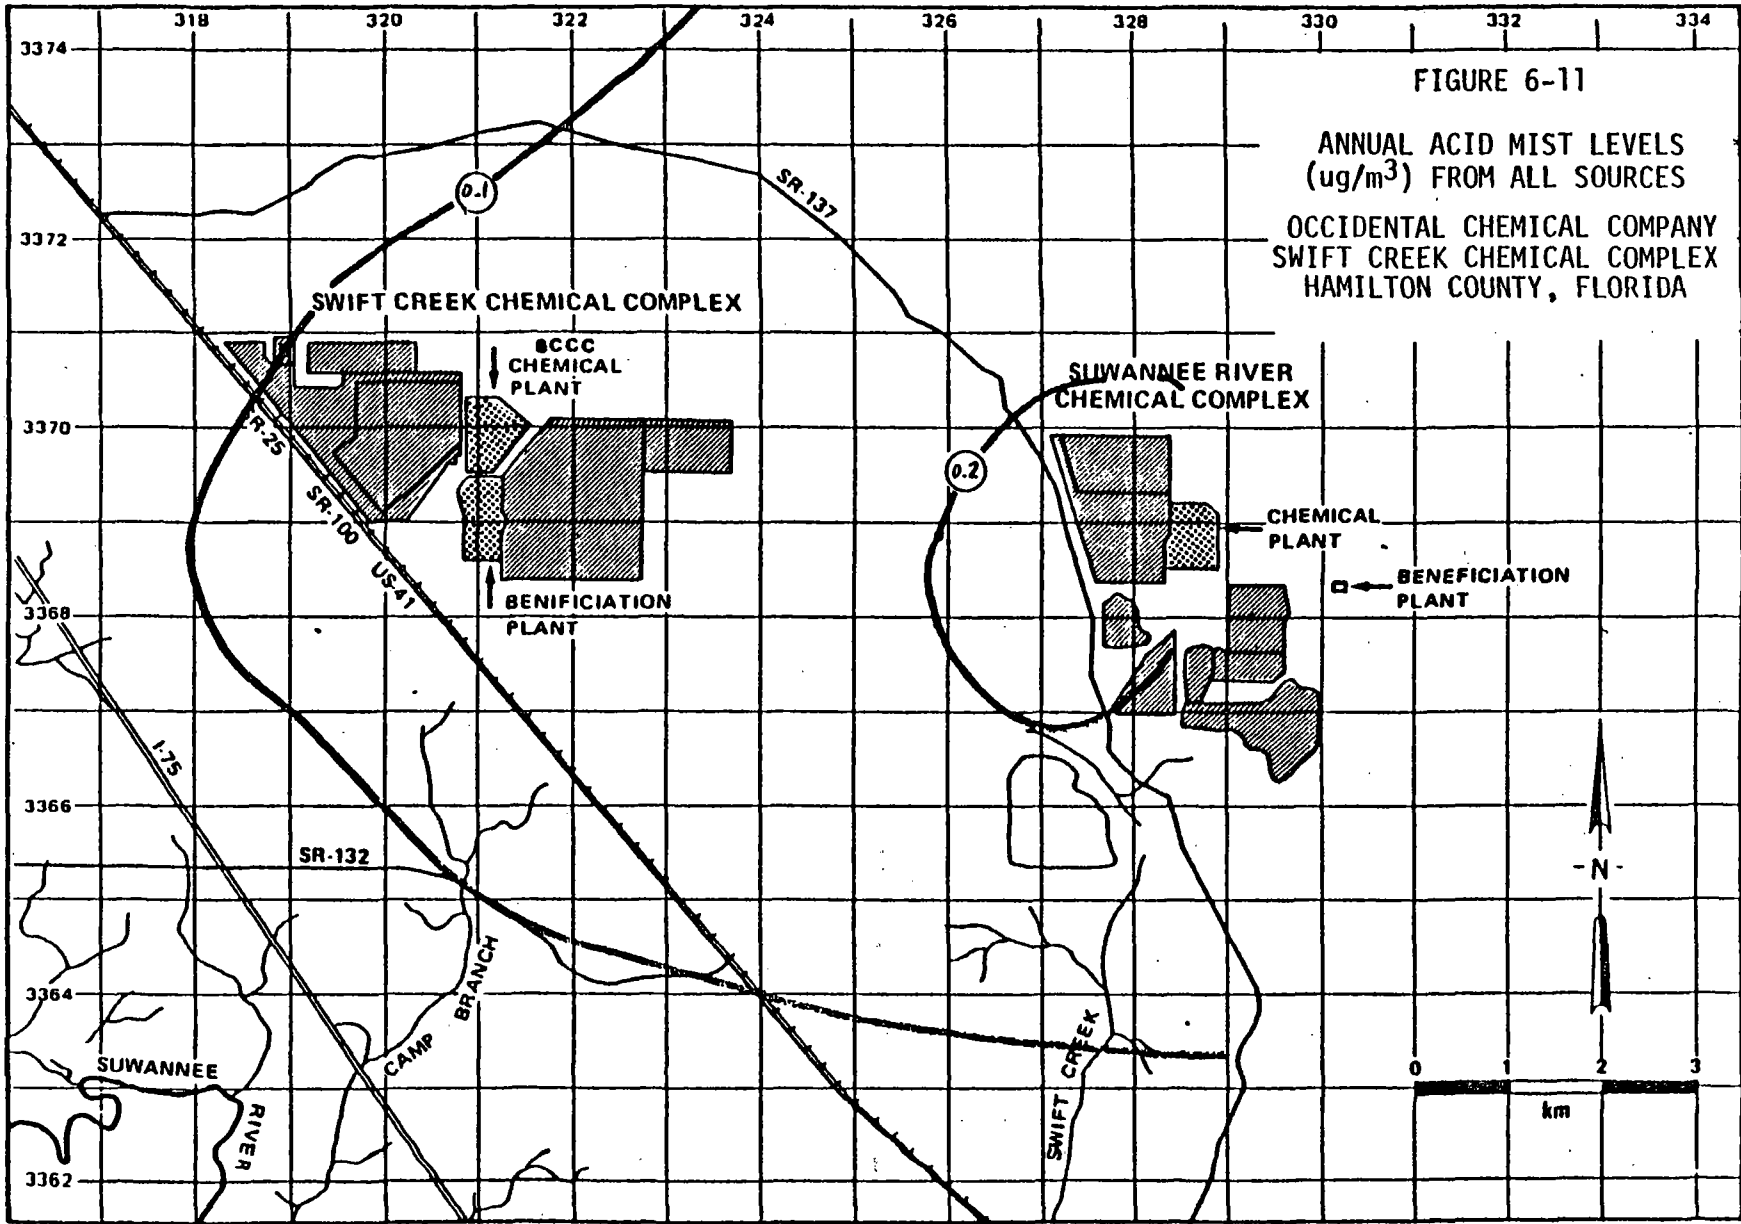 318 320 322 324 326 328 330 332 334
3374
FIGURE 6-11
ANNUAL ACID MIST LEVELS
(ug/m³) FROM ALL SOURCES
OCCIDENTAL CHEMICAL COMPANY
SWIFT CREEK CHEMICAL COMPLEX
HAMILTON COUNTY, FLORIDA
0.1
SR-137
3372
SWIFT CREEK CHEMICAL COMPLEX
SCCC
CHEMICAL
PLANT
SUWANNEE RIVER
CHEMICAL COMPLEX
3370
R-25
0.2
SR-100
CHEMICAL
PLANT
US-41
BENEFICIATION
PLANT
3368
BENIFICIATION
PLANT
I-75
3366
SR-132
-N-
3364
CAMP BRANCH
SWIFT CREEK
SUWANNEE
RIVER
0 1 2 3
km
3362